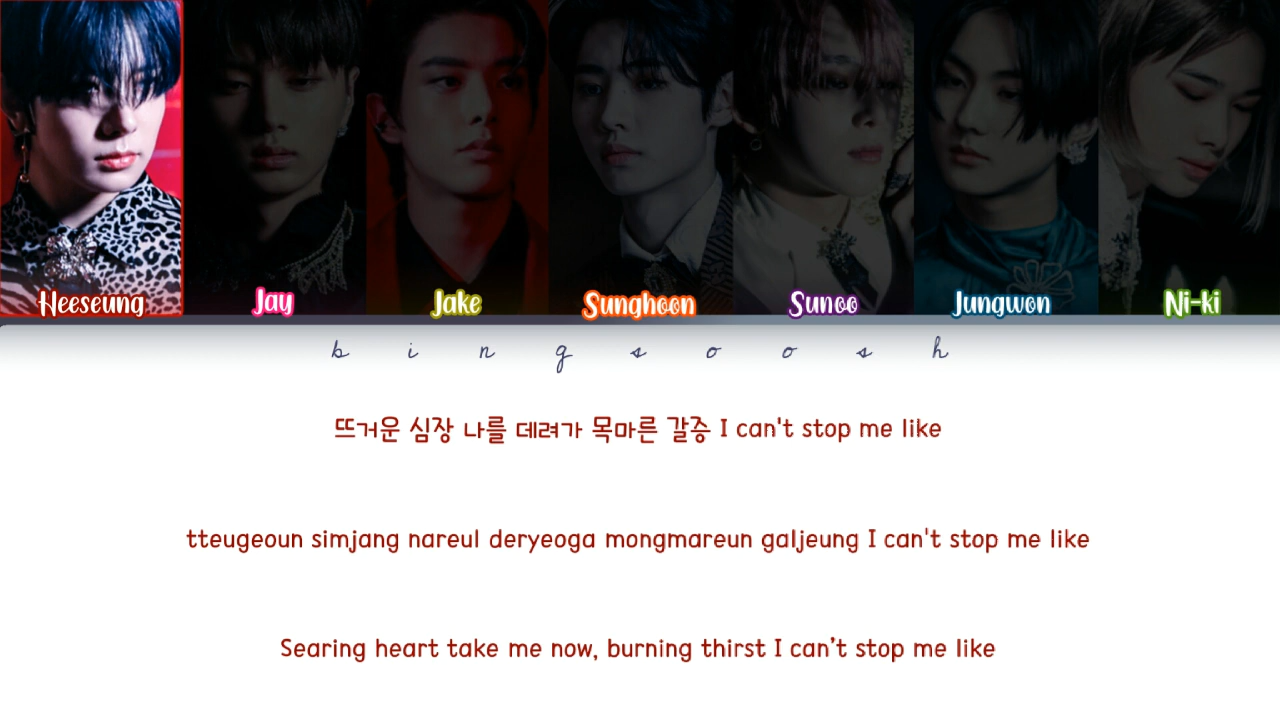 Heeseung Jay Jake Sunghoon Sunoo Jungwon Ni-ki
b i n g s o o s h
뜨거운 심장 나를 데려가 목마른 갈증 I can't stop me like
tteugeoun simjang nareul deryeoga mongmareun galjeung I can't stop me like
Searing heart take me now, burning thirst I can’t stop me like